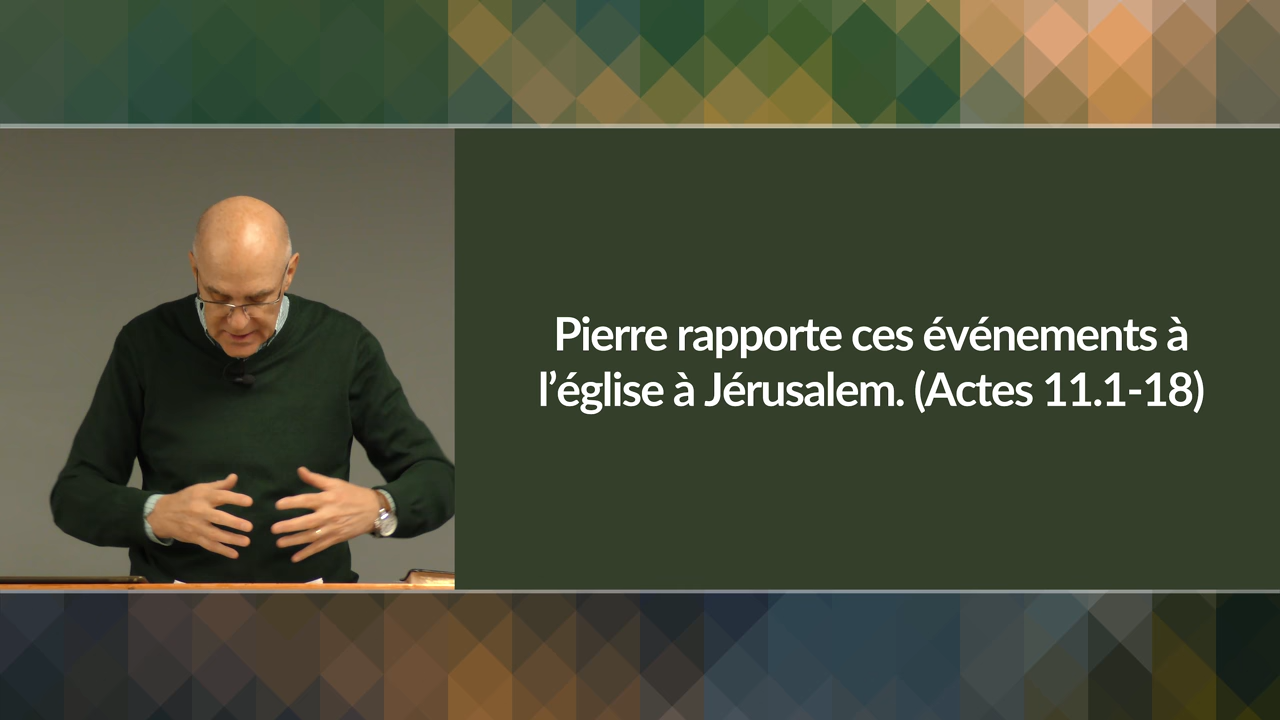 Pierre rapporte ces événements à
l’église à Jérusalem. (Actes 11.1-18)